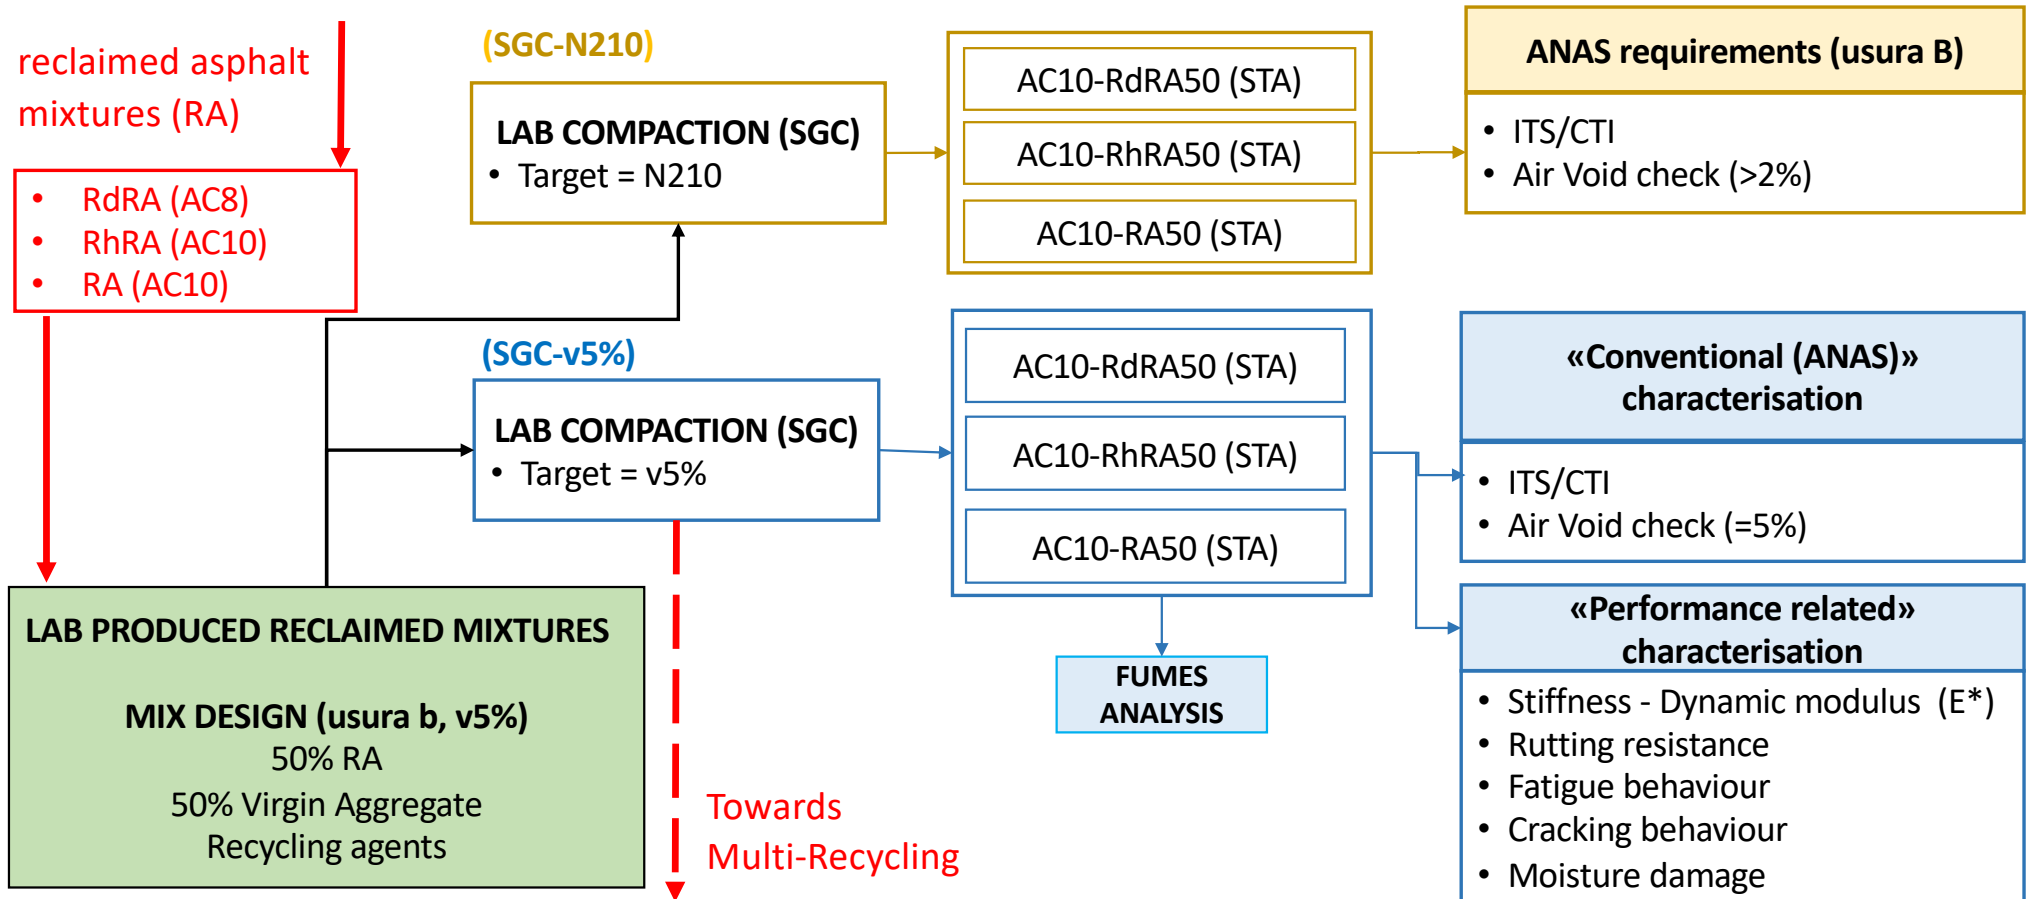 reclaimed asphalt
mixtures (RA)
• RdRA (AC8)
• RhRA (AC10)
• RA (AC10)
LAB PRODUCED RECLAIMED MIXTURES
MIX DESIGN (usura b, v5%)
50% RA
50% Virgin Aggregate
Recycling agents
(SGC-N210)
LAB COMPACTION (SGC)
• Target = N210
AC10-RdRA50 (STA)
AC10-RhRA50 (STA)
AC10-RA50 (STA)
ANAS requirements (usura B)
• ITS/CTI
• Air Void check (>2%)
(SGC-v5%)
LAB COMPACTION (SGC)
• Target = v5%
Towards
Multi-Recycling
AC10-RdRA50 (STA)
AC10-RhRA50 (STA)
AC10-RA50 (STA)
FUMES
ANALYSIS
«Conventional (ANAS)»
characterisation
• ITS/CTI
• Air Void check (=5%)
«Performance related»
characterisation
• Stiffness - Dynamic modulus (E*)
• Rutting resistance
• Fatigue behaviour
• Cracking behaviour
• Moisture damage